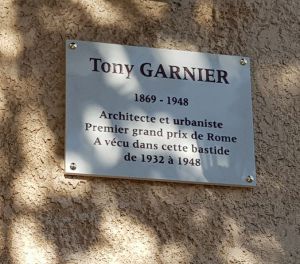 Tony GARNIER
1869 - 1948
Architecte et urbaniste
Premier grand prix de Rome
A vécu dans cette bastide
de 1932 à 1948